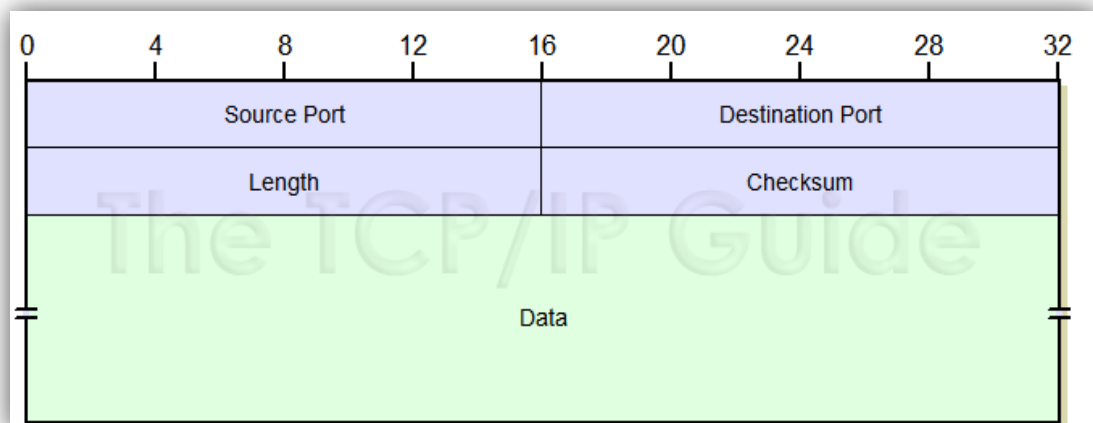 0 4 8 12 16 20 24 28 32
Source Port Destination Port
Length Checksum
The TCP/IP Guide
Data